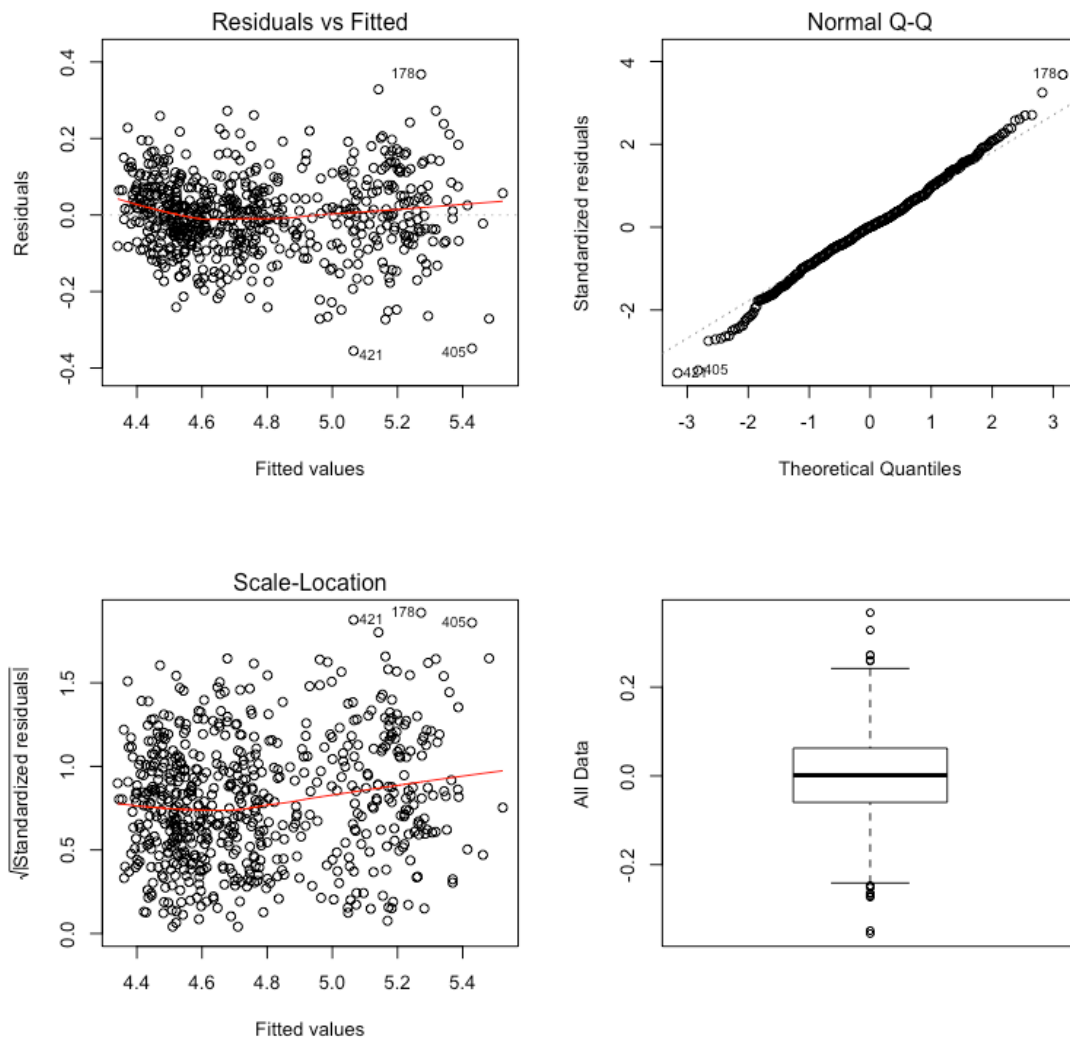 Residuals vs Fitted
Residuals
0.4
0.2
0.0
-0.2
-0.4
178
421
405
4.4 4.6 4.8 5.0 5.2 5.4
Fitted values
Normal Q-Q
Standardized residuals
4
2
0
-2
178
421
405
-3 -2 -1 0 1 2 3
Theoretical Quantiles
Scale-Location
√|Standardized residuals|
1.5
1.0
0.5
0.0
421
178
405
4.4 4.6 4.8 5.0 5.2 5.4
Fitted values
All Data
0.2
0.0
-0.2